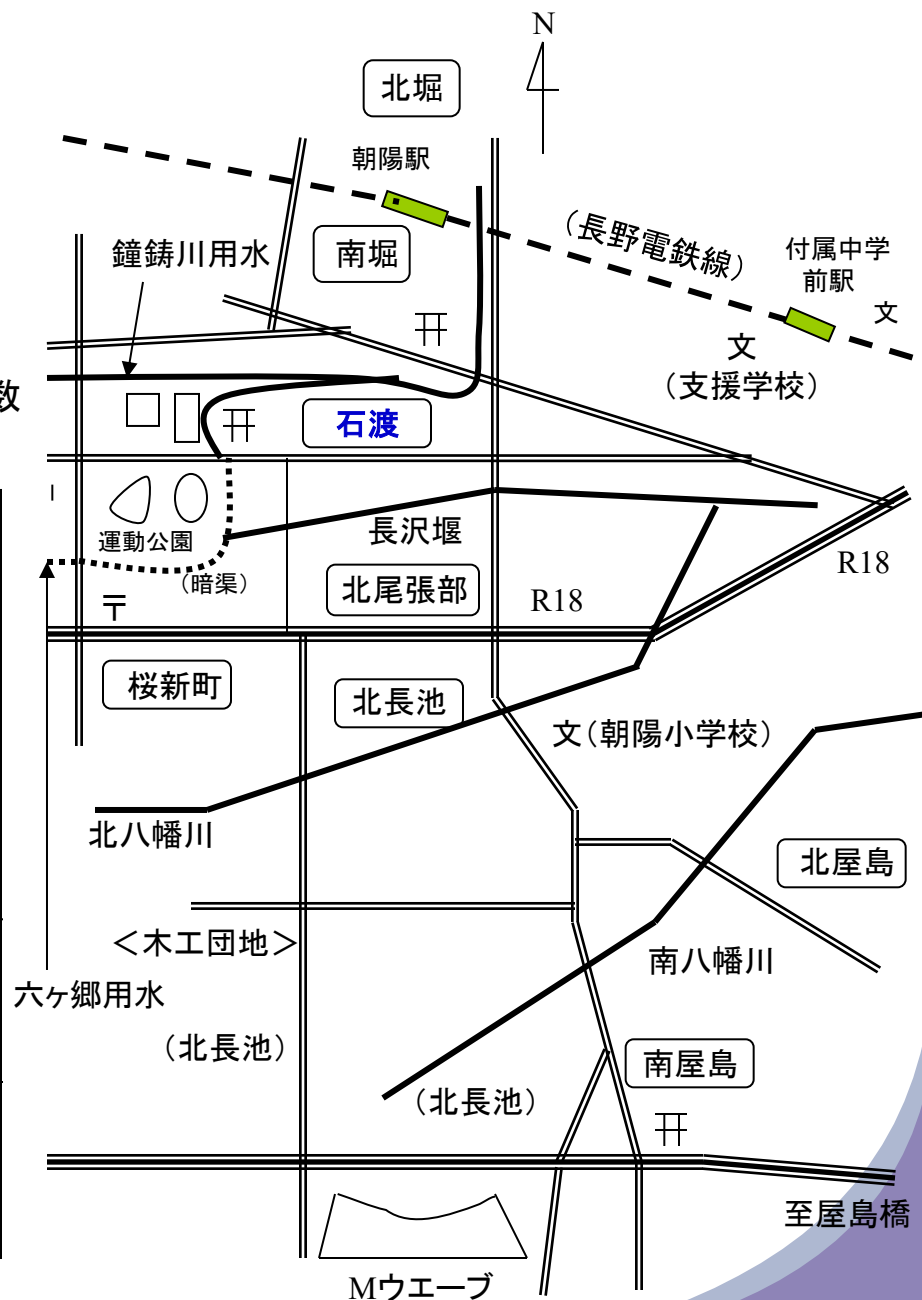 N
北堀
朝陽駅
(長野電鉄線)
付属中学
前駅
文
鐘鋳川用水
南堀
文
(支援学校)
数
石渡
運動公園
(暗渠)
長沢堰
北尾張部
R18
R18
〒
桜新町
北長池
文(朝陽小学校)
北八幡川
北屋島
<木工団地>
南八幡川
六ヶ郷用水
(北長池)
南屋島
(北長池)
至屋島橋
Mウエーブ